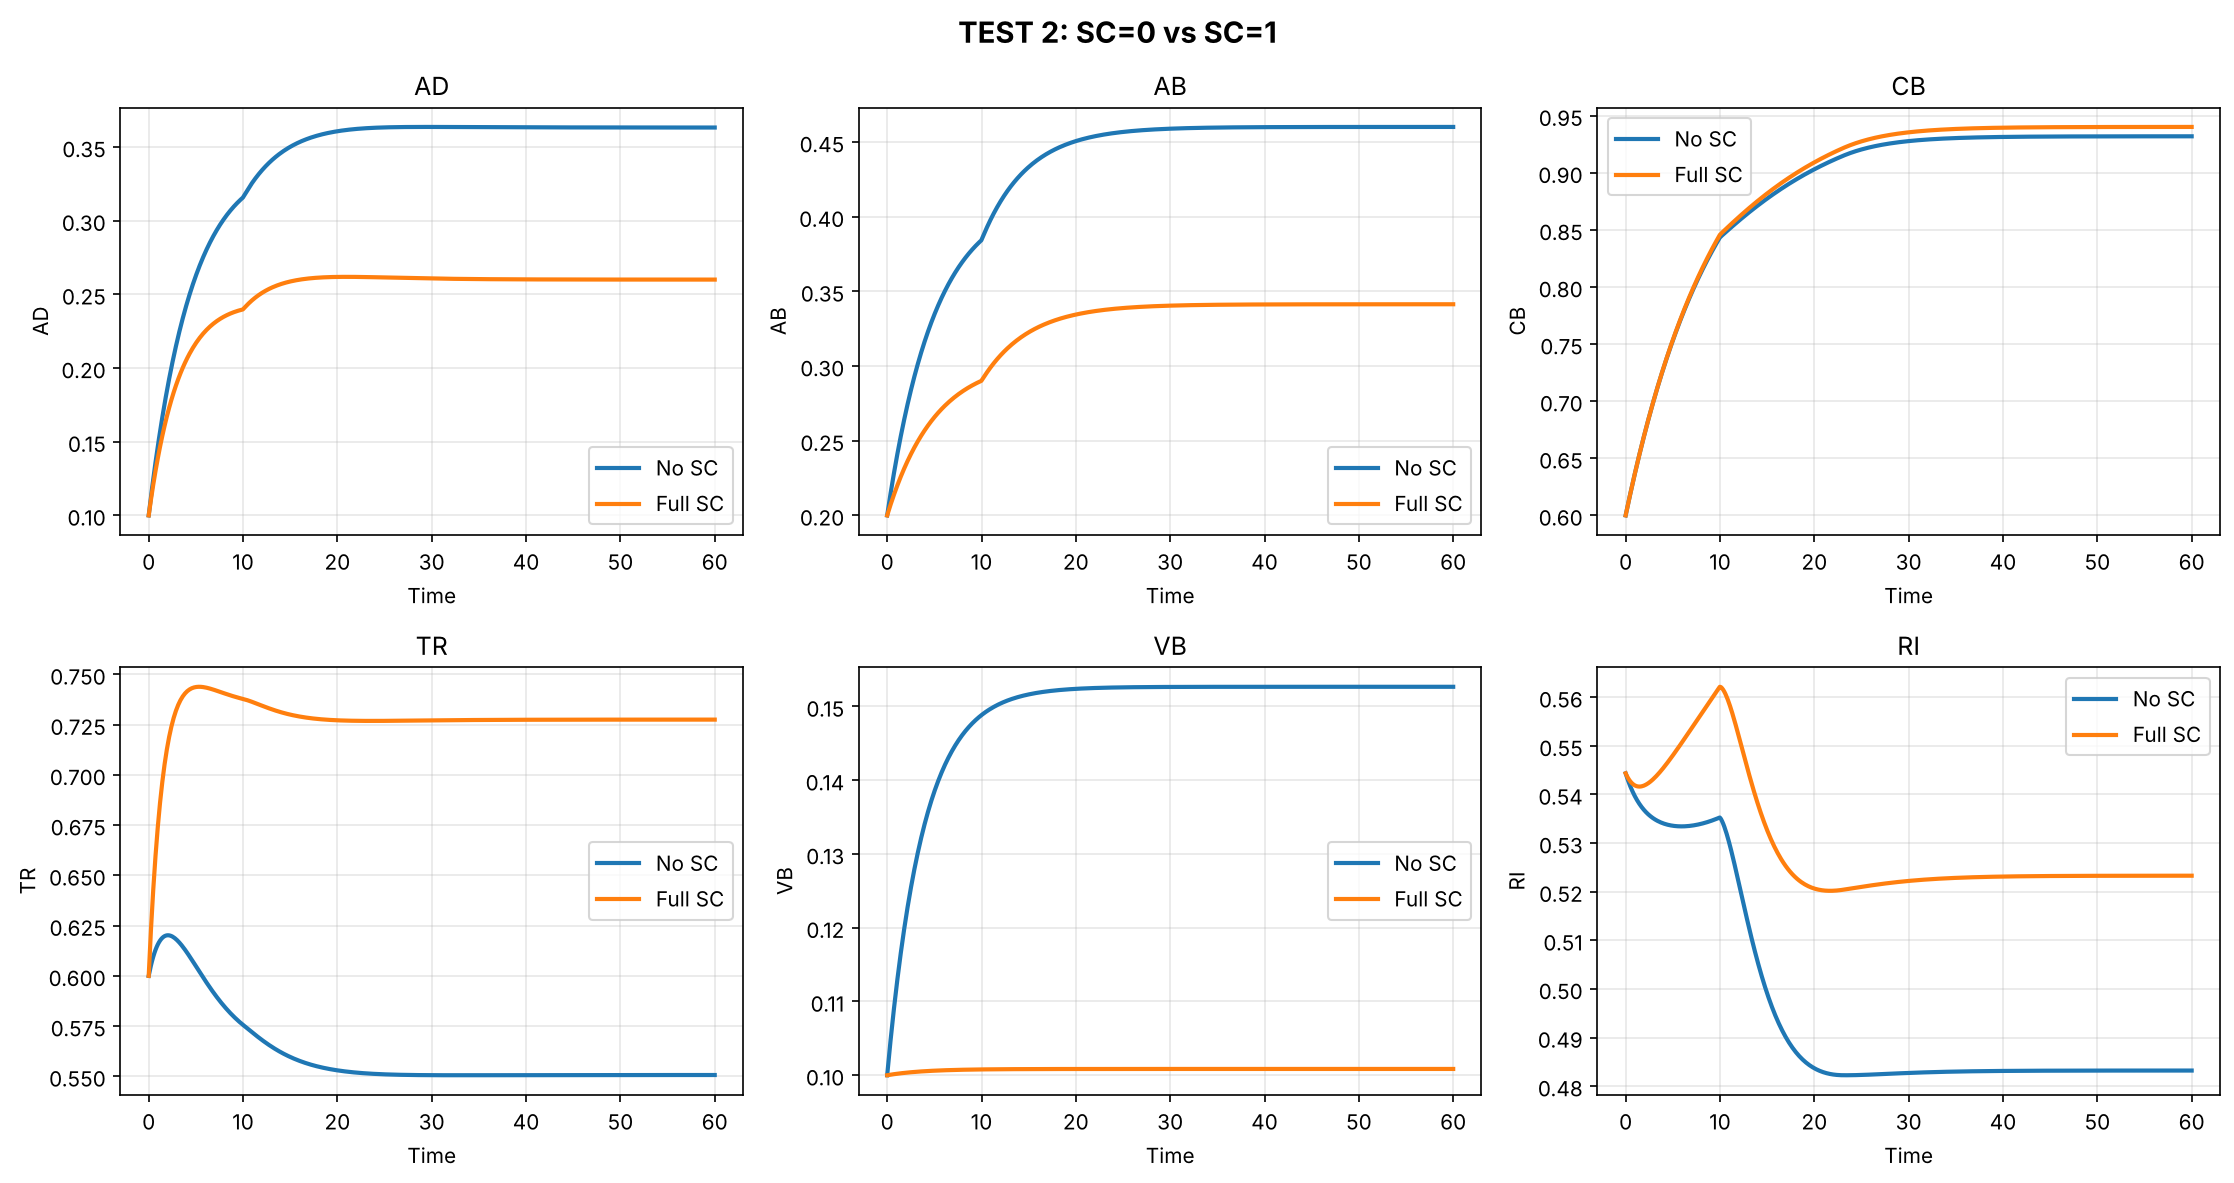 TEST 2: SC=0 vs SC=1
AD
0.35
0.30
0.25
0.20
0.15
0.10
AD
No SC
Full SC
0 10 20 30 40 50 60
Time
AB
0.45
0.40
0.35
0.30
0.25
0.20
AB
No SC
Full SC
0 10 20 30 40 50 60
Time
CB
0.95
0.90
0.85
0.80
0.75
0.70
0.65
0.60
CB
No SC
Full SC
0 10 20 30 40 50 60
Time
TR
0.750
0.725
0.700
0.675
0.650
0.625
0.600
0.575
0.550
TR
No SC
Full SC
0 10 20 30 40 50 60
Time
VB
0.15
0.14
0.13
0.12
0.11
0.10
VB
No SC
Full SC
0 10 20 30 40 50 60
Time
RI
0.56
0.55
0.54
0.53
0.52
0.51
0.50
0.49
0.48
RI
No SC
Full SC
0 10 20 30 40 50 60
Time